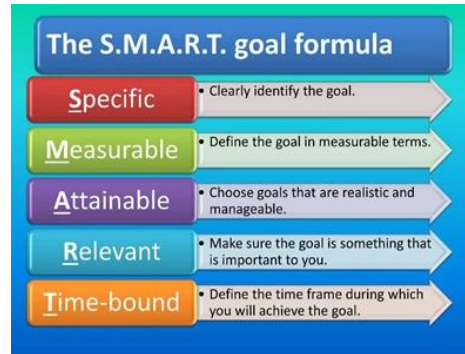 The S.M.A.R.T. goal formula
Specific
• Clearly identify the goal.
Measurable
• Define the goal in measurable terms.
Attainable
• Choose goals that are realistic and
manageable.
Relevant
• Make sure the goal is something that
is important to you.
Time-bound
• Define the time frame during which
you will achieve the goal.